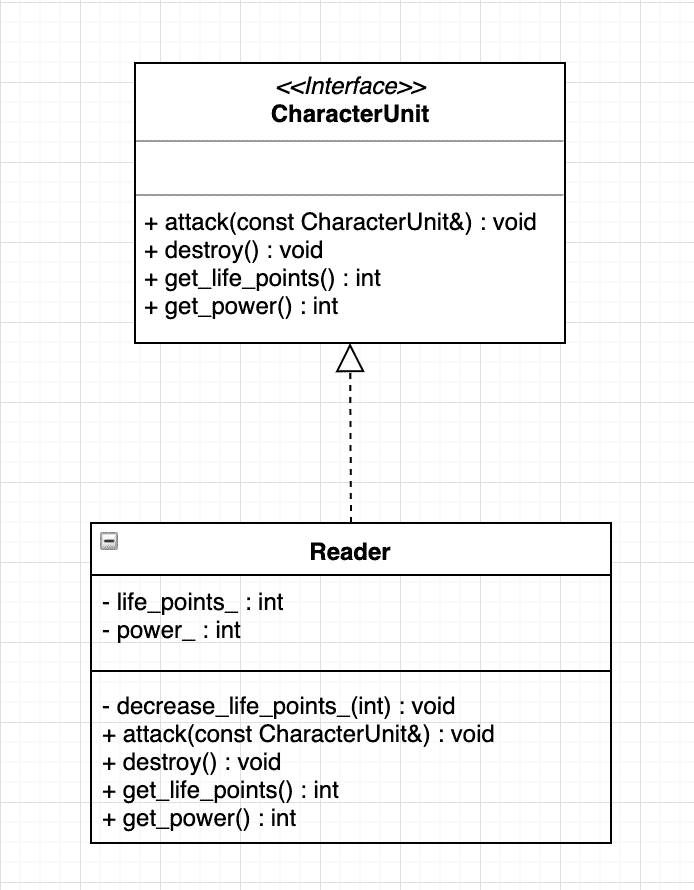 <<Interface>>
CharacterUnit
+ attack(const CharacterUnit&) : void
+ destroy() : void
+ get_life_points() : int
+ get_power() : int
Reader
- life_points_ : int
- power_ : int
- decrease_life_points_(int) : void
+ attack(const CharacterUnit&) : void
+ destroy() : void
+ get_life_points() : int
+ get_power() : int